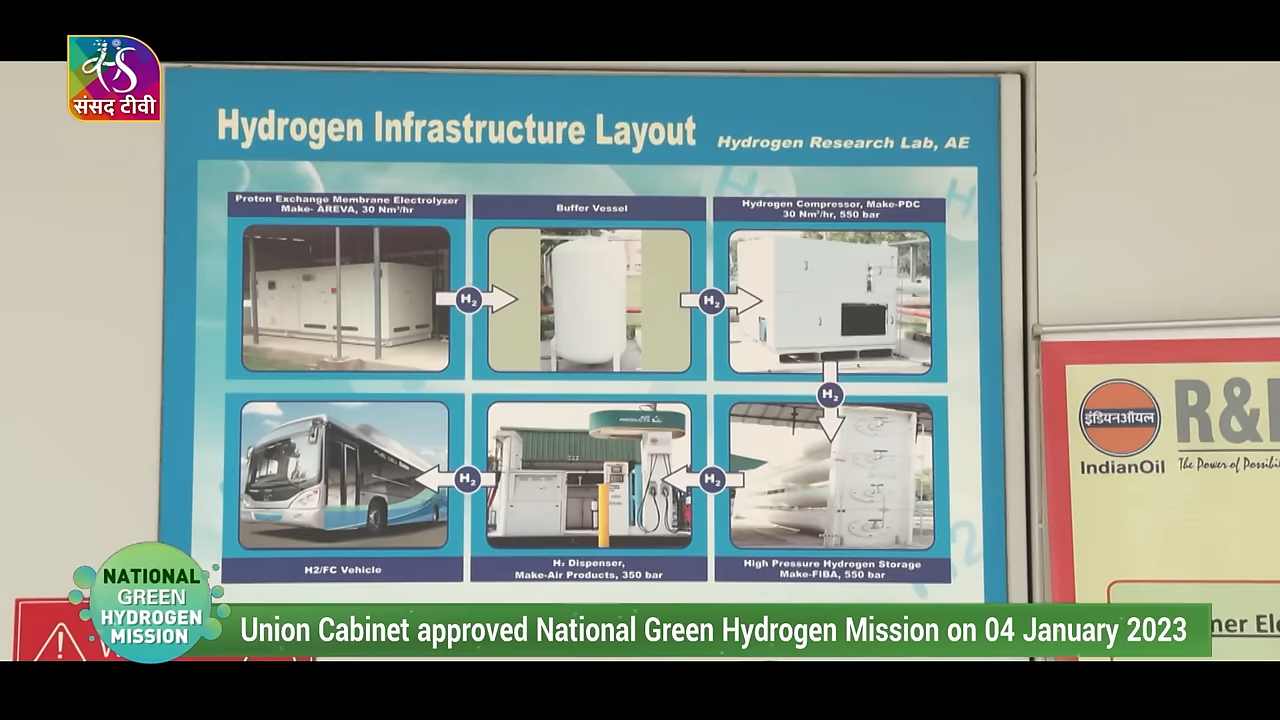 संसद टीवी
Hydrogen Infrastructure Layout
Hydrogen Research Lab, AE
Proton Exchange Membrane Electrolyzer
Make- AREVA, 30 Nm³/hr
Buffer Vessel
Hydrogen Compressor, Make-PDC
30 Nm³/hr, 550 bar
H₂
H₂
H₂
H₂
H₂
H2/FC Vehicle
H₂ Dispenser,
Make-Air Products, 350 bar
High Pressure Hydrogen Storage
Make-FIBA, 550 bar
इंडियनऑयल
IndianOil
R&
The Power of
NATIONAL
GREEN
HYDROGEN
MISSION
Union Cabinet approved National Green Hydrogen Mission on 04 January 2023